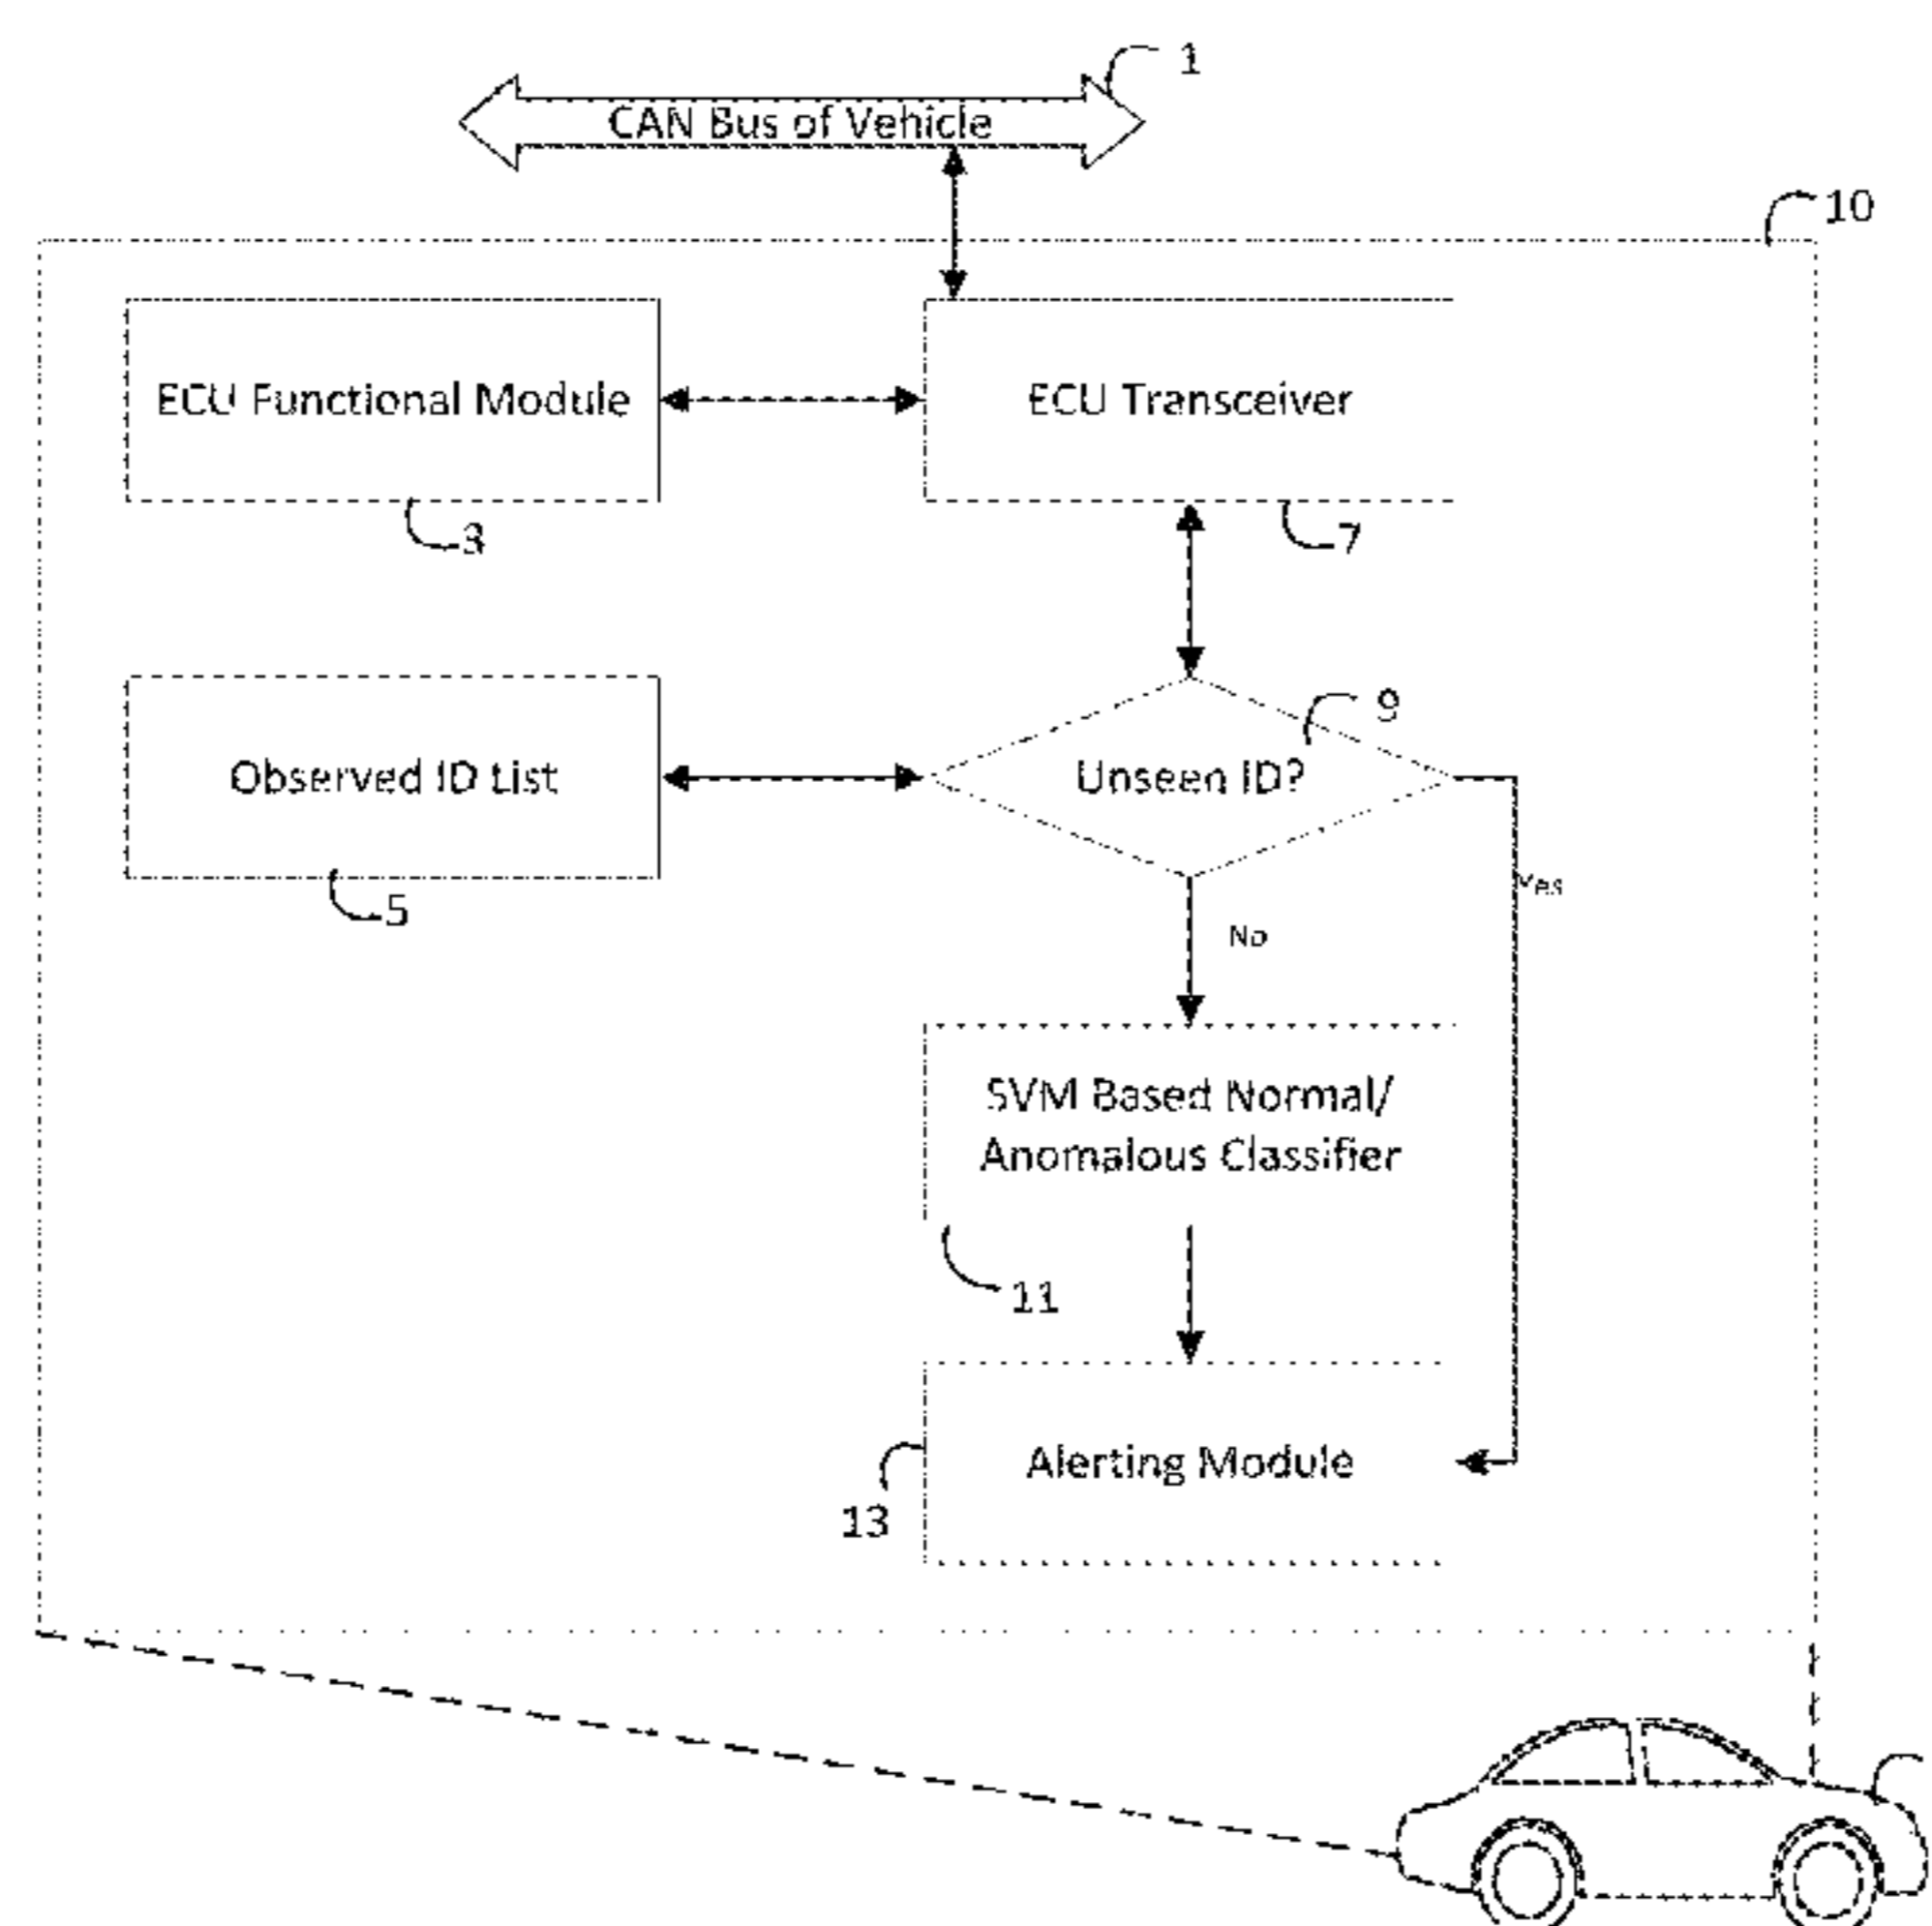 1
CAN Bus of Vehicle
10
ECU Functional Module
ECU Transceiver
3
7
9
Observed ID List
Unseen ID?
5
Yes
No
SVM Based Normal/
Anomalous Classifier
11
Alerting Module
13